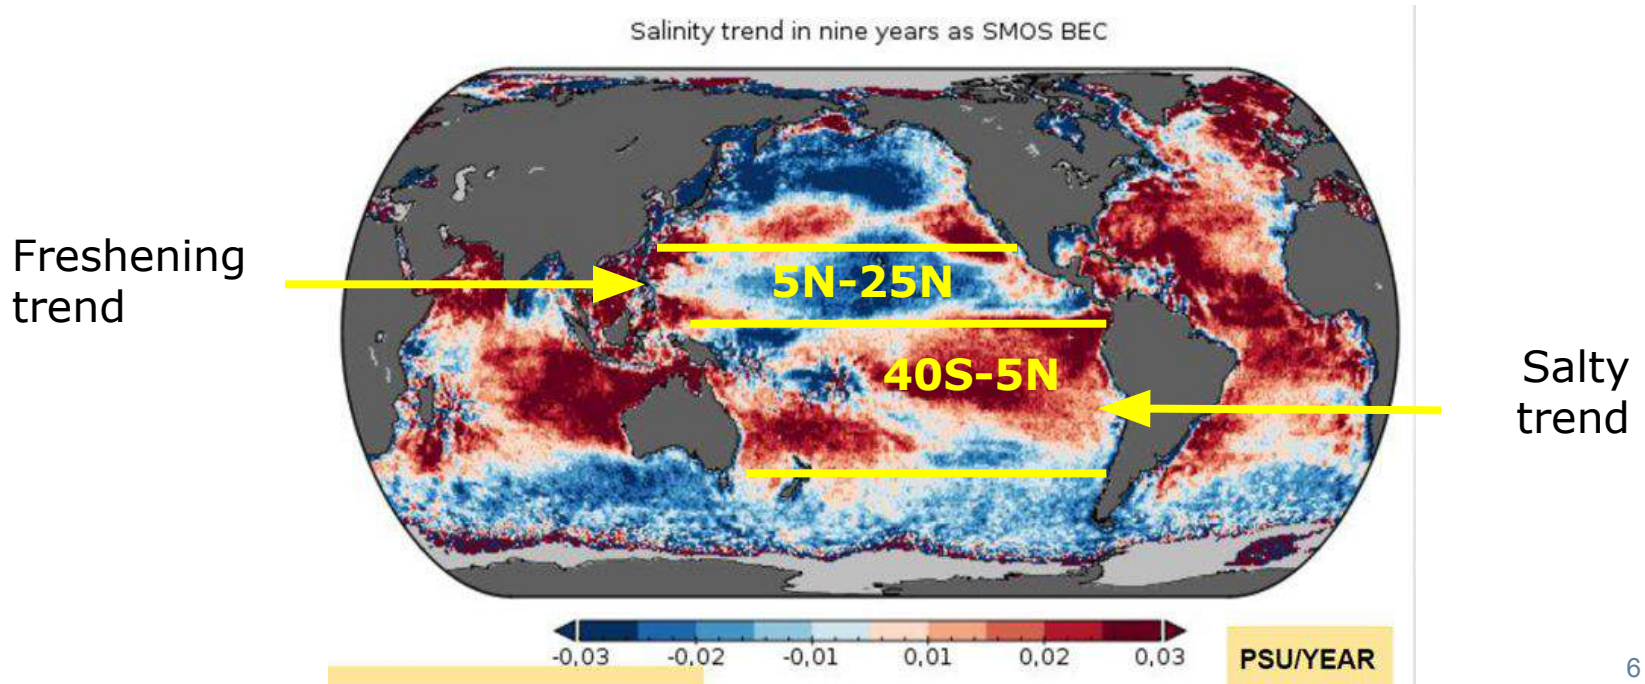 Salinity trend in nine years as SMOS BEC
Freshening
trend
5N-25N
40S-5N
Salty
trend
-0,03 -0,02 -0,01 0,01 0,02 0,03
PSU/YEAR
6